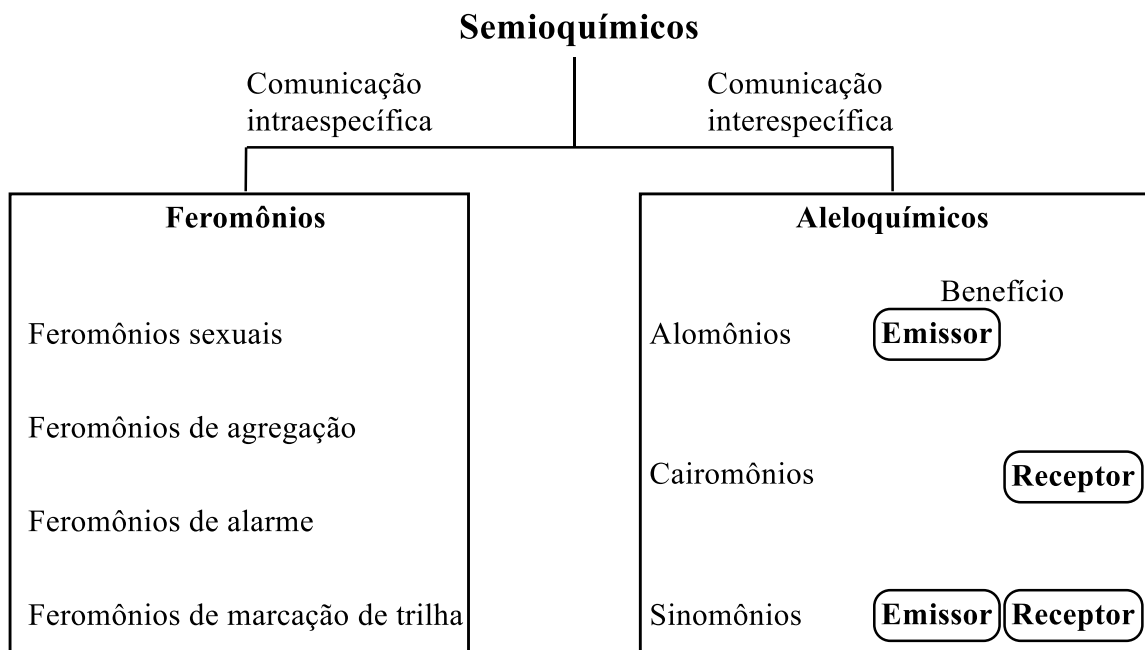 Semioquímicos
Comunicação
intraespecífica
Comunicação
interespecífica
Feromônios
Feromônios sexuais
Feromônios de agregação
Feromônios de alarme
Feromônios de marcação de trilha
Aleloquímicos
Benefício
Alomônios Emissor
Cairomônios Receptor
Sinomônios Emissor Receptor